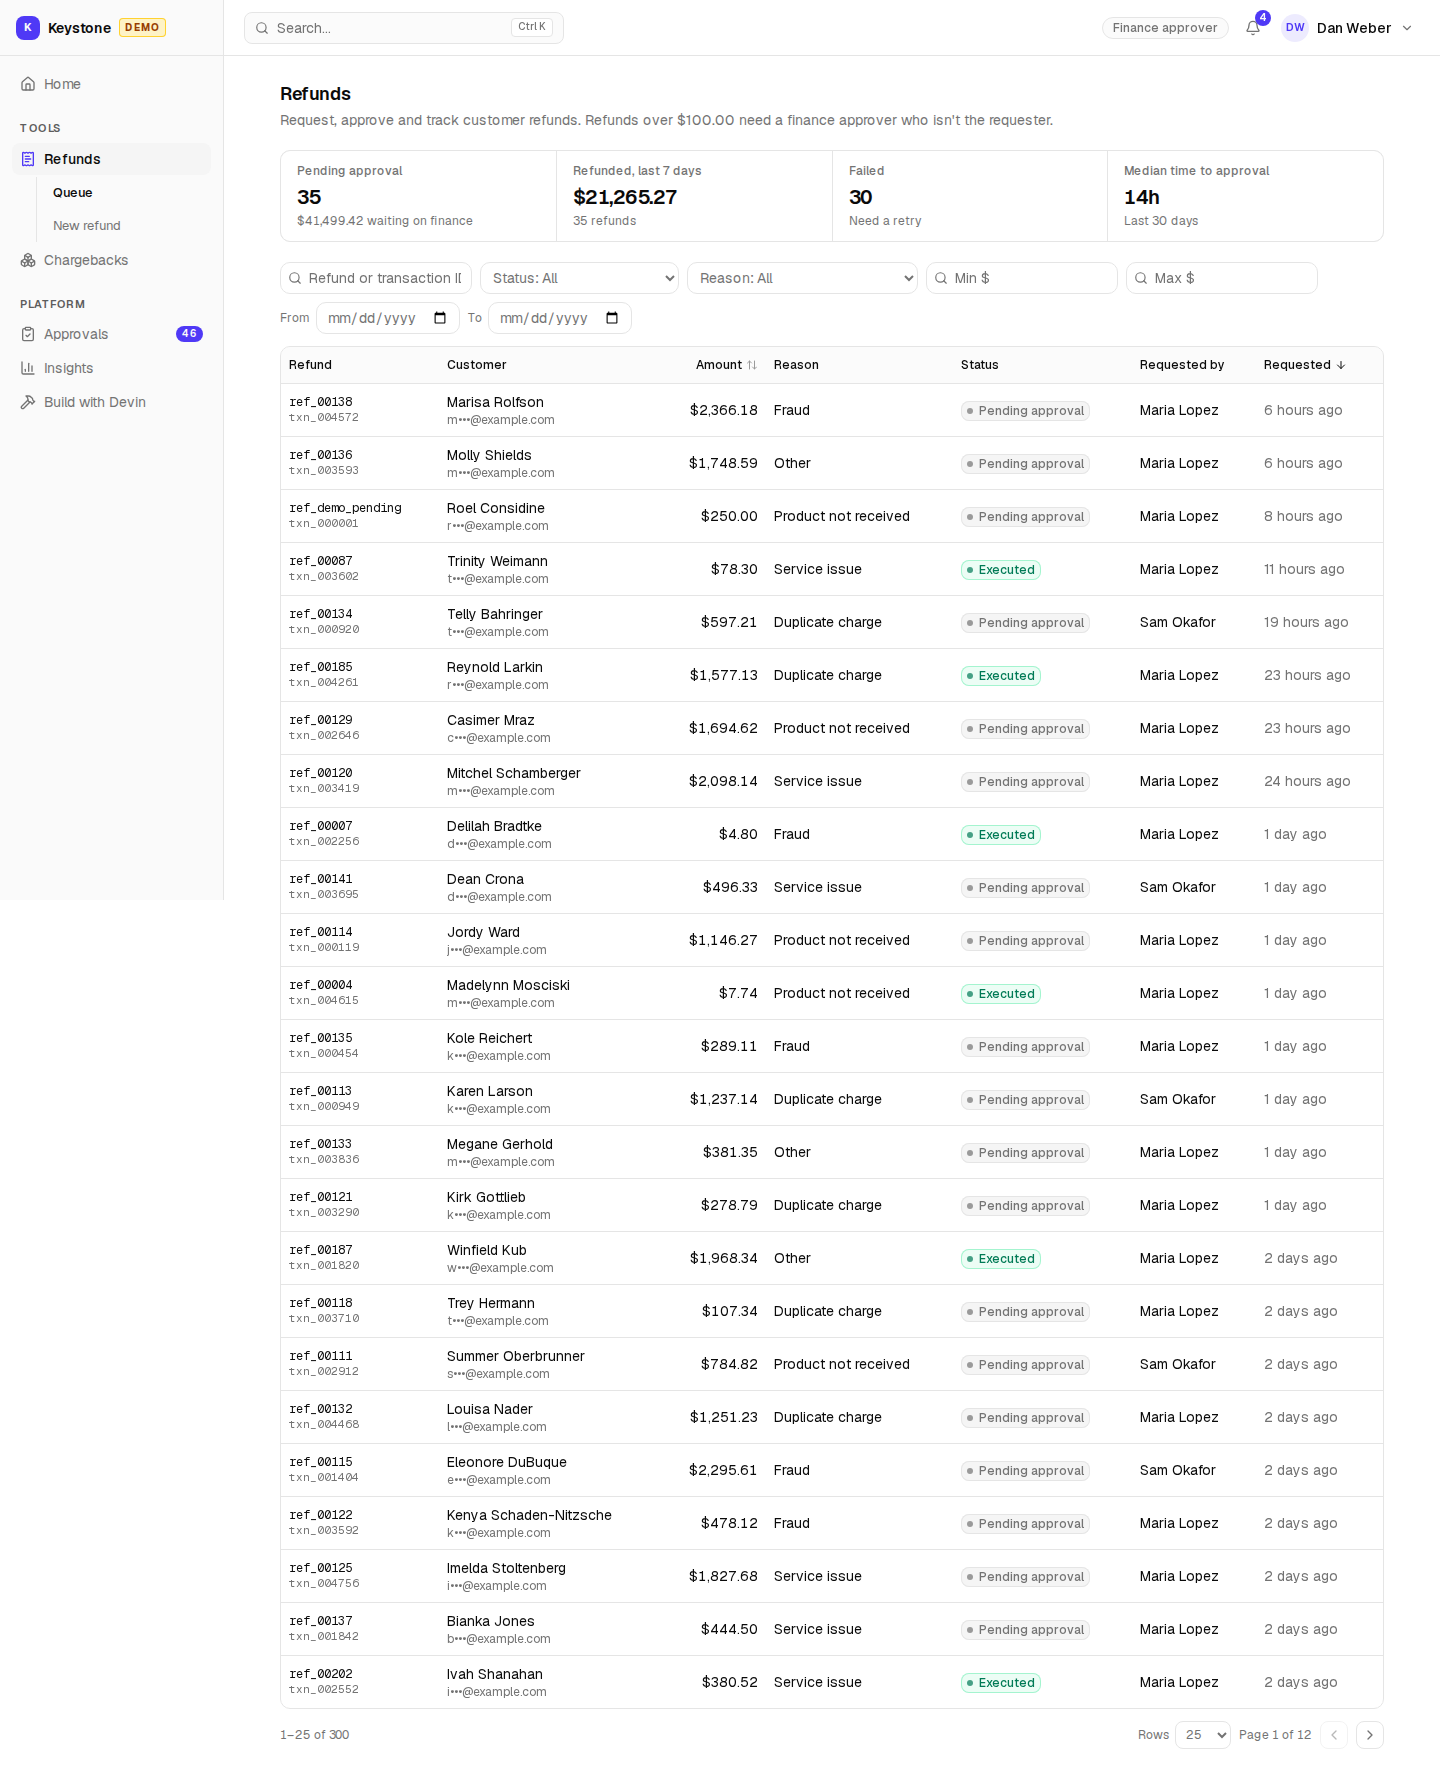 K Keystone DEMO
Search... Ctrl K
Finance approver 4 DW Dan Weber
Home
TOOLS
Refunds
Queue
New refund
Chargebacks
PLATFORM
Approvals 46
Insights
Build with Devin
Refunds
Request, approve and track customer refunds. Refunds over $100.00 need a finance approver who isn't the requester.
Pending approval
35
$41,499.42 waiting on finance
Refunded, last 7 days
$21,265.27
35 refunds
Failed
30
Need a retry
Median time to approval
14h
Last 30 days
Refund or transaction ID Status: All Reason: All Min $ Max $
From mm/dd/yyyy To mm/dd/yyyy
Refund Customer Amount Reason Status Requested by Requested
ref_00138 Marisa Rolfson $2,366.18 Fraud Pending approval Maria Lopez 6 hours ago
txn_004572 m•••@example.com
ref_00136 Molly Shields $1,748.59 Other Pending approval Maria Lopez 6 hours ago
txn_003593 m•••@example.com
ref_demo_pending Roel Considine $250.00 Product not received Pending approval Maria Lopez 8 hours ago
txn_000001 r•••@example.com
ref_00087 Trinity Weimann $78.30 Service issue Executed Maria Lopez 11 hours ago
txn_003602 t•••@example.com
ref_00134 Telly Bahringer $597.21 Duplicate charge Pending approval Sam Okafor 19 hours ago
txn_000920 t•••@example.com
ref_00185 Reynold Larkin $1,577.13 Duplicate charge Executed Maria Lopez 23 hours ago
txn_004261 r•••@example.com
ref_00129 Casimer Mraz $1,694.62 Product not received Pending approval Maria Lopez 23 hours ago
txn_002646 c•••@example.com
ref_00120 Mitchel Schamberger $2,098.14 Service issue Pending approval Maria Lopez 24 hours ago
txn_003419 m•••@example.com
ref_00007 Delilah Bradtke $4.80 Fraud Executed Maria Lopez 1 day ago
txn_002256 d•••@example.com
ref_00141 Dean Crona $496.33 Service issue Pending approval Sam Okafor 1 day ago
txn_003695 d•••@example.com
ref_00114 Jordy Ward $1,146.27 Product not received Pending approval Maria Lopez 1 day ago
txn_000119 j•••@example.com
ref_00004 Madelynn Mosciski $7.74 Product not received Executed Maria Lopez 1 day ago
txn_004615 m•••@example.com
ref_00135 Kole Reichert $289.11 Fraud Pending approval Maria Lopez 1 day ago
txn_000454 k•••@example.com
ref_00113 Karen Larson $1,237.14 Duplicate charge Pending approval Sam Okafor 1 day ago
txn_000949 k•••@example.com
ref_00133 Megane Gerhold $381.35 Other Pending approval Maria Lopez 1 day ago
txn_003836 m•••@example.com
ref_00121 Kirk Gottlieb $278.79 Duplicate charge Pending approval Maria Lopez 1 day ago
txn_003290 k•••@example.com
ref_00187 Winfield Kub $1,968.34 Other Executed Maria Lopez 2 days ago
txn_001820 w•••@example.com
ref_00118 Trey Hermann $107.34 Duplicate charge Pending approval Maria Lopez 2 days ago
txn_003710 t•••@example.com
ref_00111 Summer Oberbrunner $784.82 Product not received Pending approval Sam Okafor 2 days ago
txn_002912 s•••@example.com
ref_00132 Louisa Nader $1,251.23 Duplicate charge Pending approval Maria Lopez 2 days ago
txn_004468 l•••@example.com
ref_00115 Eleonore DuBuque $2,295.61 Fraud Pending approval Sam Okafor 2 days ago
txn_001404 e•••@example.com
ref_00122 Kenya Schaden-Nitzsche $478.12 Fraud Pending approval Maria Lopez 2 days ago
txn_003592 k•••@example.com
ref_00125 Imelda Stoltenberg $1,827.68 Service issue Pending approval Maria Lopez 2 days ago
txn_004756 i•••@example.com
ref_00137 Bianka Jones $444.50 Service issue Pending approval Maria Lopez 2 days ago
txn_001842 b•••@example.com
ref_00202 Ivah Shanahan $380.52 Service issue Executed Maria Lopez 2 days ago
txn_002552 i•••@example.com
1–25 of 300 Rows 25 Page 1 of 12